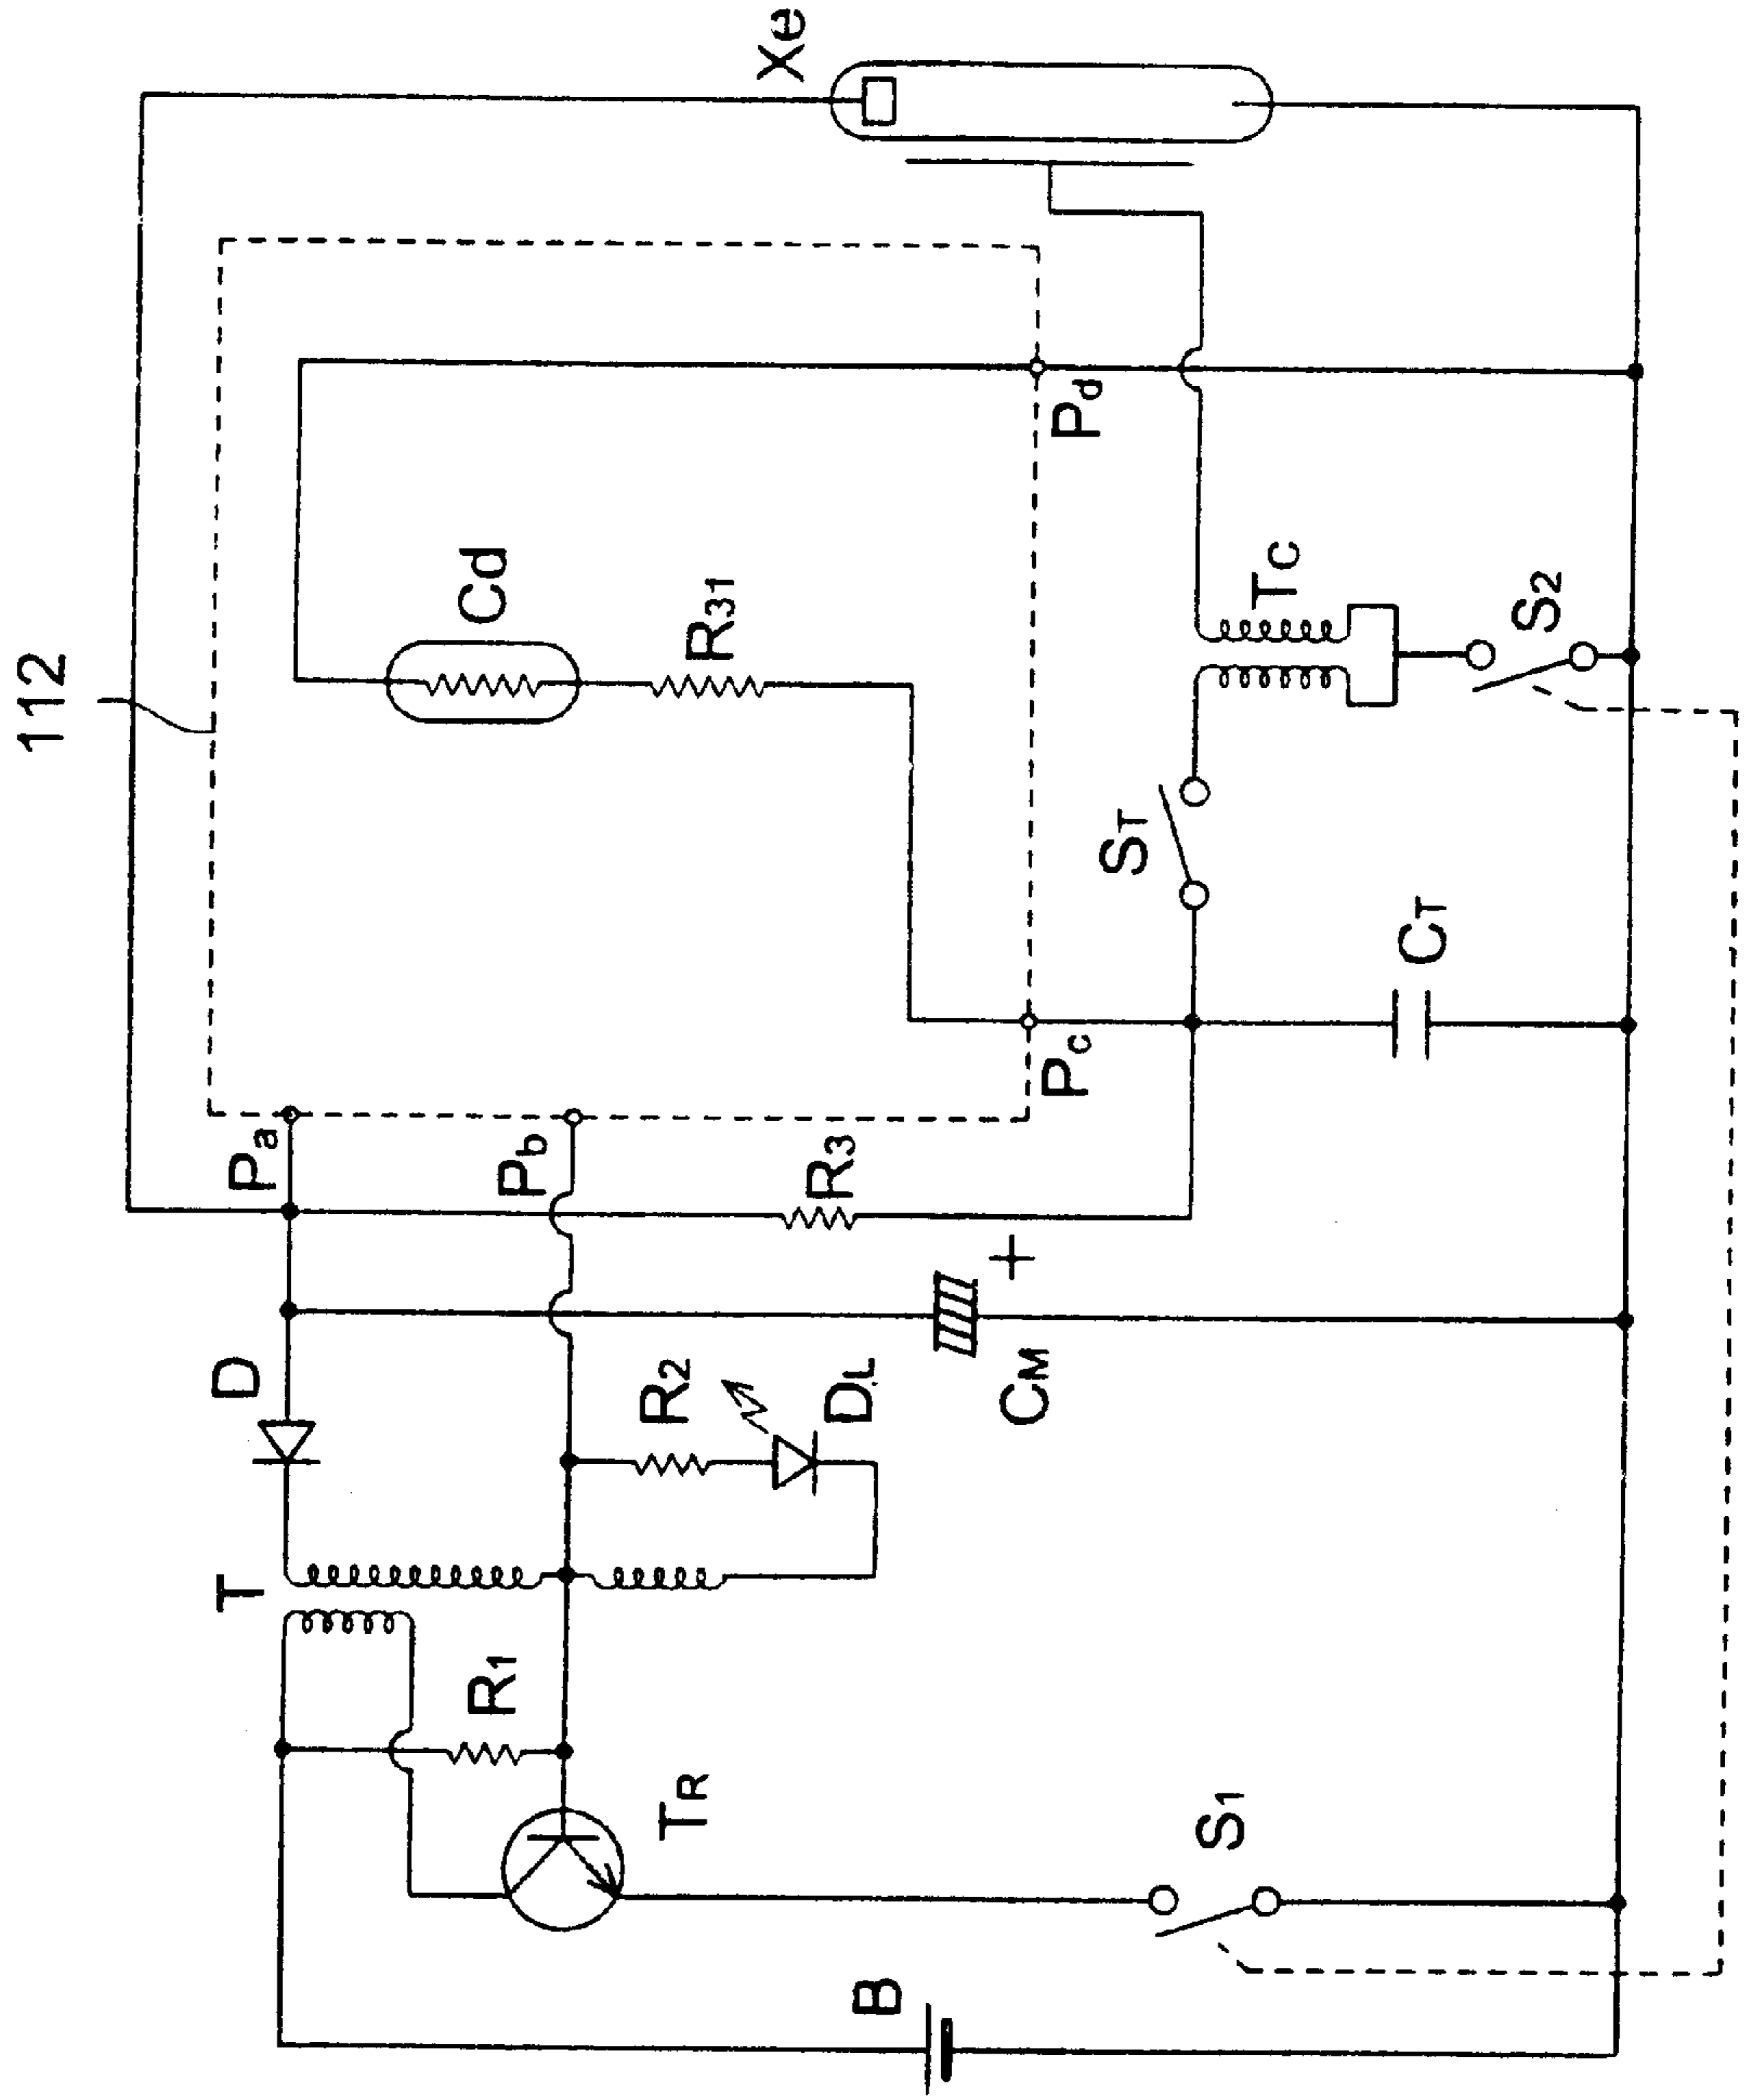 112
Xe
Cd
R31
Pa
Pb
Pc
Pd
D
T
R1
R2
DL
R3
CM
+
TR
B
S1
ST
TC
S2
CT